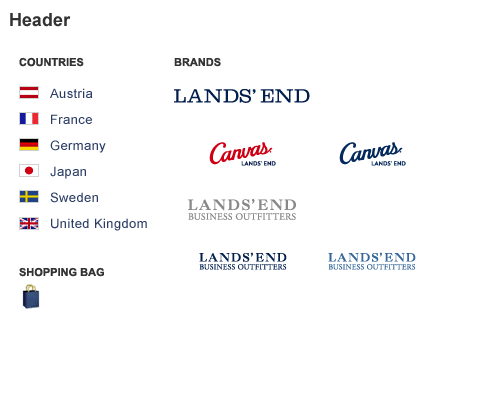 Header
COUNTRIES
Austria
France
Germany
Japan
Sweden
United Kingdom
SHOPPING BAG
BRANDS
LANDS' END
Canvas
LANDS' END
Canvas
LANDS' END
LANDS' END
BUSINESS OUTFITTERS
LANDS' END
BUSINESS OUTFITTERS
LANDS' END
BUSINESS OUTFITTERS